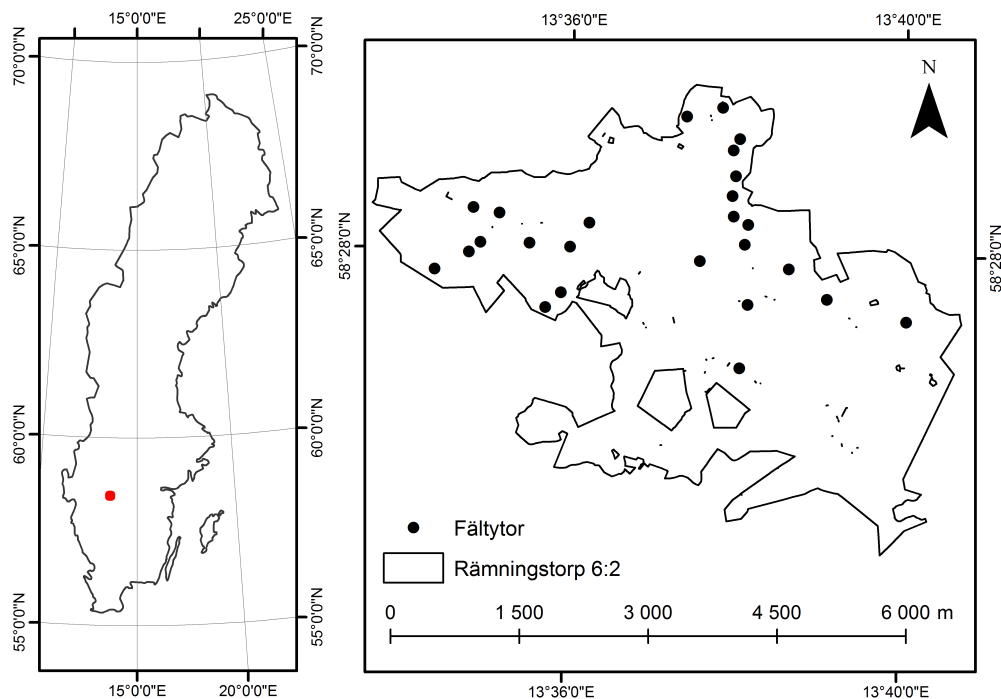 15°0'0"E
25°0'0"E
70°0'0"N
70°0'0"N
65°0'0"N
65°0'0"N
60°0'0"N
60°0'0"N
55°0'0"N
55°0'0"N
15°0'0"E
20°0'0"E
13°36'0"E
13°40'0"E
N
58°28'0"N
58°28'0"N
Fältytor
Rämningstorp 6:2
0 1 500 3 000 4 500 6 000 m
13°36'0"E
13°40'0"E